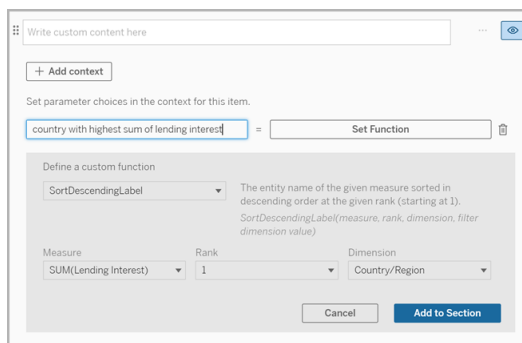 Write custom content here
+ Add context
Set parameter choices in the context for this item.
country with highest sum of lending interest = Set Function
Define a custom function
SortDescendingLabel
The entity name of the given measure sorted in
descending order at the given rank (starting at 1).
SortDescendingLabel(measure, rank, dimension, filter
dimension value)
Measure Rank Dimension
SUM(Lending Interest) 1 Country/Region
Cancel Add to Section